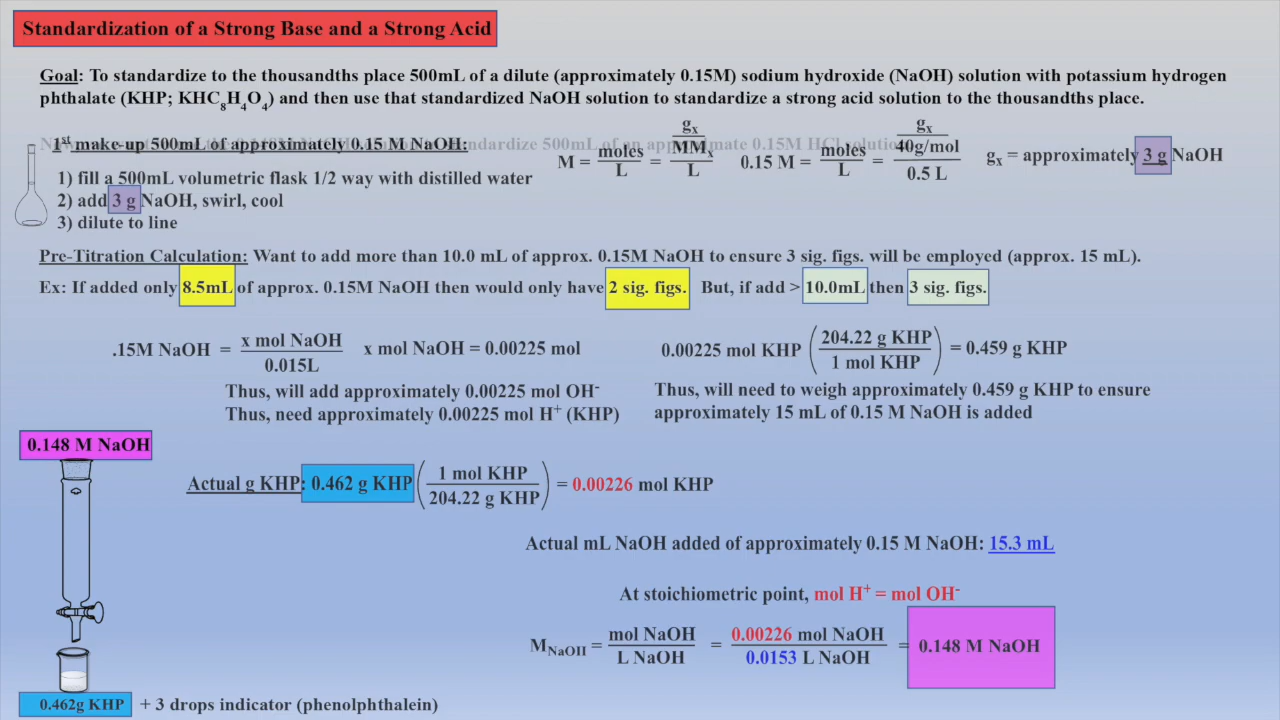 Standardization of a Strong Base and a Strong Acid
Goal: To standardize to the thousandths place 500mL of a dilute (approximately 0.15M) sodium hydroxide (NaOH) solution with potassium hydrogen
phthalate (KHP; KHC8H4O4) and then use that standardized NaOH solution to standardize a strong acid solution to the thousandths place.
1st make-up 500mL of approximately 0.15 M NaOH:
standardize 500mL of an approximate 0.15M HCl solution
M = moles / L = gx / MMx / L
0.15 M = moles / L = gx / 40g/mol / 0.5 L
gx = approximately 3 g NaOH
1) fill a 500mL volumetric flask 1/2 way with distilled water
2) add 3 g NaOH, swirl, cool
3) dilute to line
Pre-Titration Calculation: Want to add more than 10.0 mL of approx. 0.15M NaOH to ensure 3 sig. figs. will be employed (approx. 15 mL).
Ex: If added only 8.5mL of approx. 0.15M NaOH then would only have 2 sig. figs. But, if add > 10.0mL then 3 sig. figs.
.15M NaOH = x mol NaOH / 0.015L x mol NaOH = 0.00225 mol
Thus, will add approximately 0.00225 mol OH-
Thus, need approximately 0.00225 mol H+ (KHP)
0.00225 mol KHP (204.22 g KHP / 1 mol KHP) = 0.459 g KHP
Thus, will need to weigh approximately 0.459 g KHP to ensure
approximately 15 mL of 0.15 M NaOH is added
0.148 M NaOH
Actual g KHP: 0.462 g KHP (1 mol KHP / 204.22 g KHP) = 0.00226 mol KHP
Actual mL NaOH added of approximately 0.15 M NaOH: 15.3 mL
At stoichiometric point, mol H+ = mol OH-
MNaOH = mol NaOH / L NaOH = 0.00226 mol NaOH / 0.0153 L NaOH = 0.148 M NaOH
0.462g KHP + 3 drops indicator (phenolphthalein)